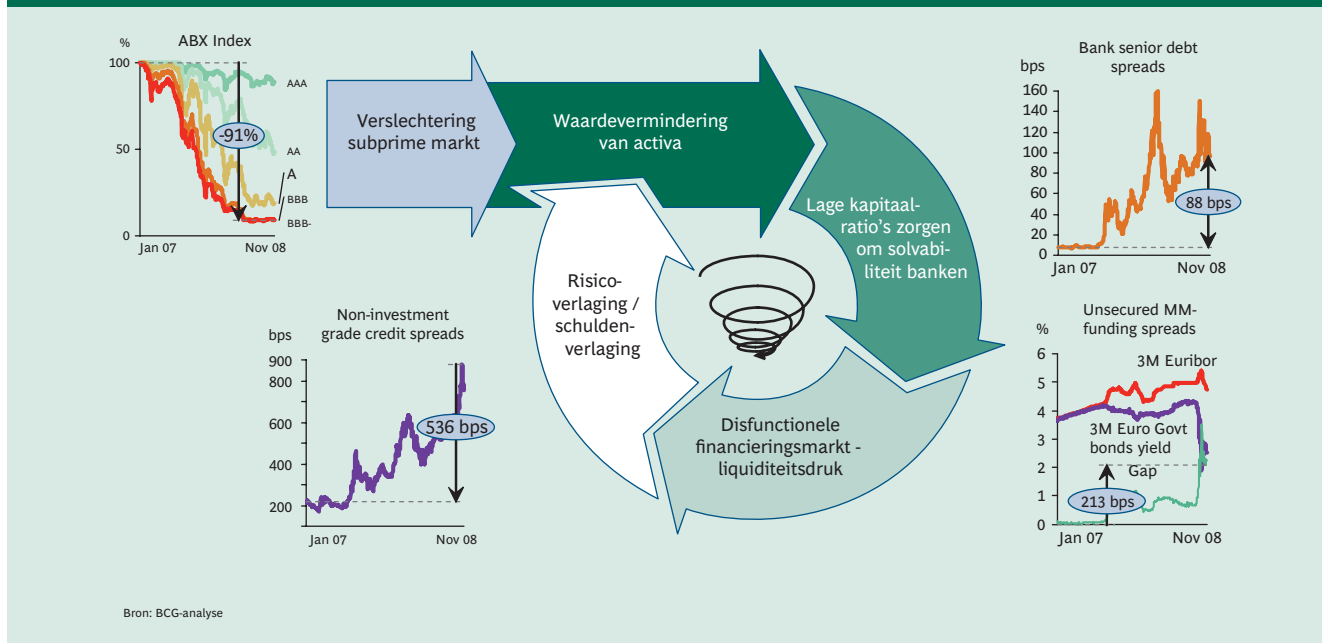 ABX Index
%
100
50
0
Jan 07
Nov 08
AAA
AA
A
BBB
BBB-
-91%
Verslechtering
subprime markt
Waardevermindering
van activa
Lage kapitaal-
ratio's zorgen
om solvabi-
liteit banken
Disfunctionele
financieringsmarkt -
liquiditeitsdruk
Risico-
verlaging /
schulden-
verlaging
Bank senior debt
spreads
bps
160
140
120
100
80
60
40
20
0
88 bps
Jan 07
Nov 08
Non-investment
grade credit spreads
bps
900
800
600
400
200
536 bps
Jan 07
Nov 08
Unsecured MM-
funding spreads
%
6
5
4
3
2
1
0
3M Euribor
3M Euro Govt
bonds yield
Gap
213 bps
Jan 07
Nov 08
Bron: BCG-analyse